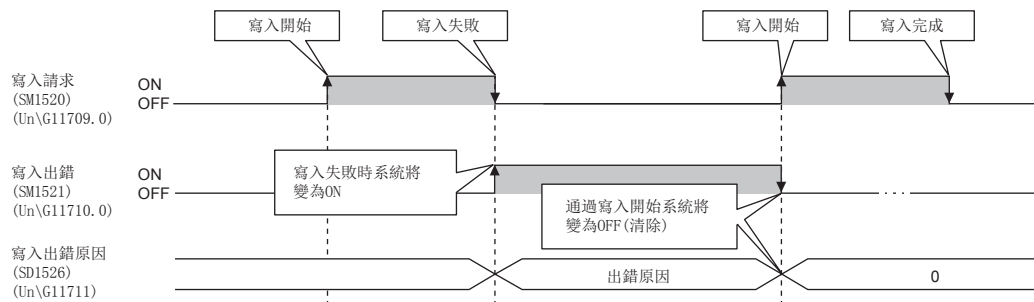 寫入開始
寫入失敗
寫入開始
寫入完成
寫入請求
(SM1520)
(Un\G11709.0)
ON
OFF
寫入出錯
(SM1521)
(Un\G11710.0)
ON
OFF
寫入失敗時系統將
變為ON
通過寫入開始系統將
變為OFF(清除)
寫入出錯原因
(SD1526)
(Un\G11711)
出錯原因
0